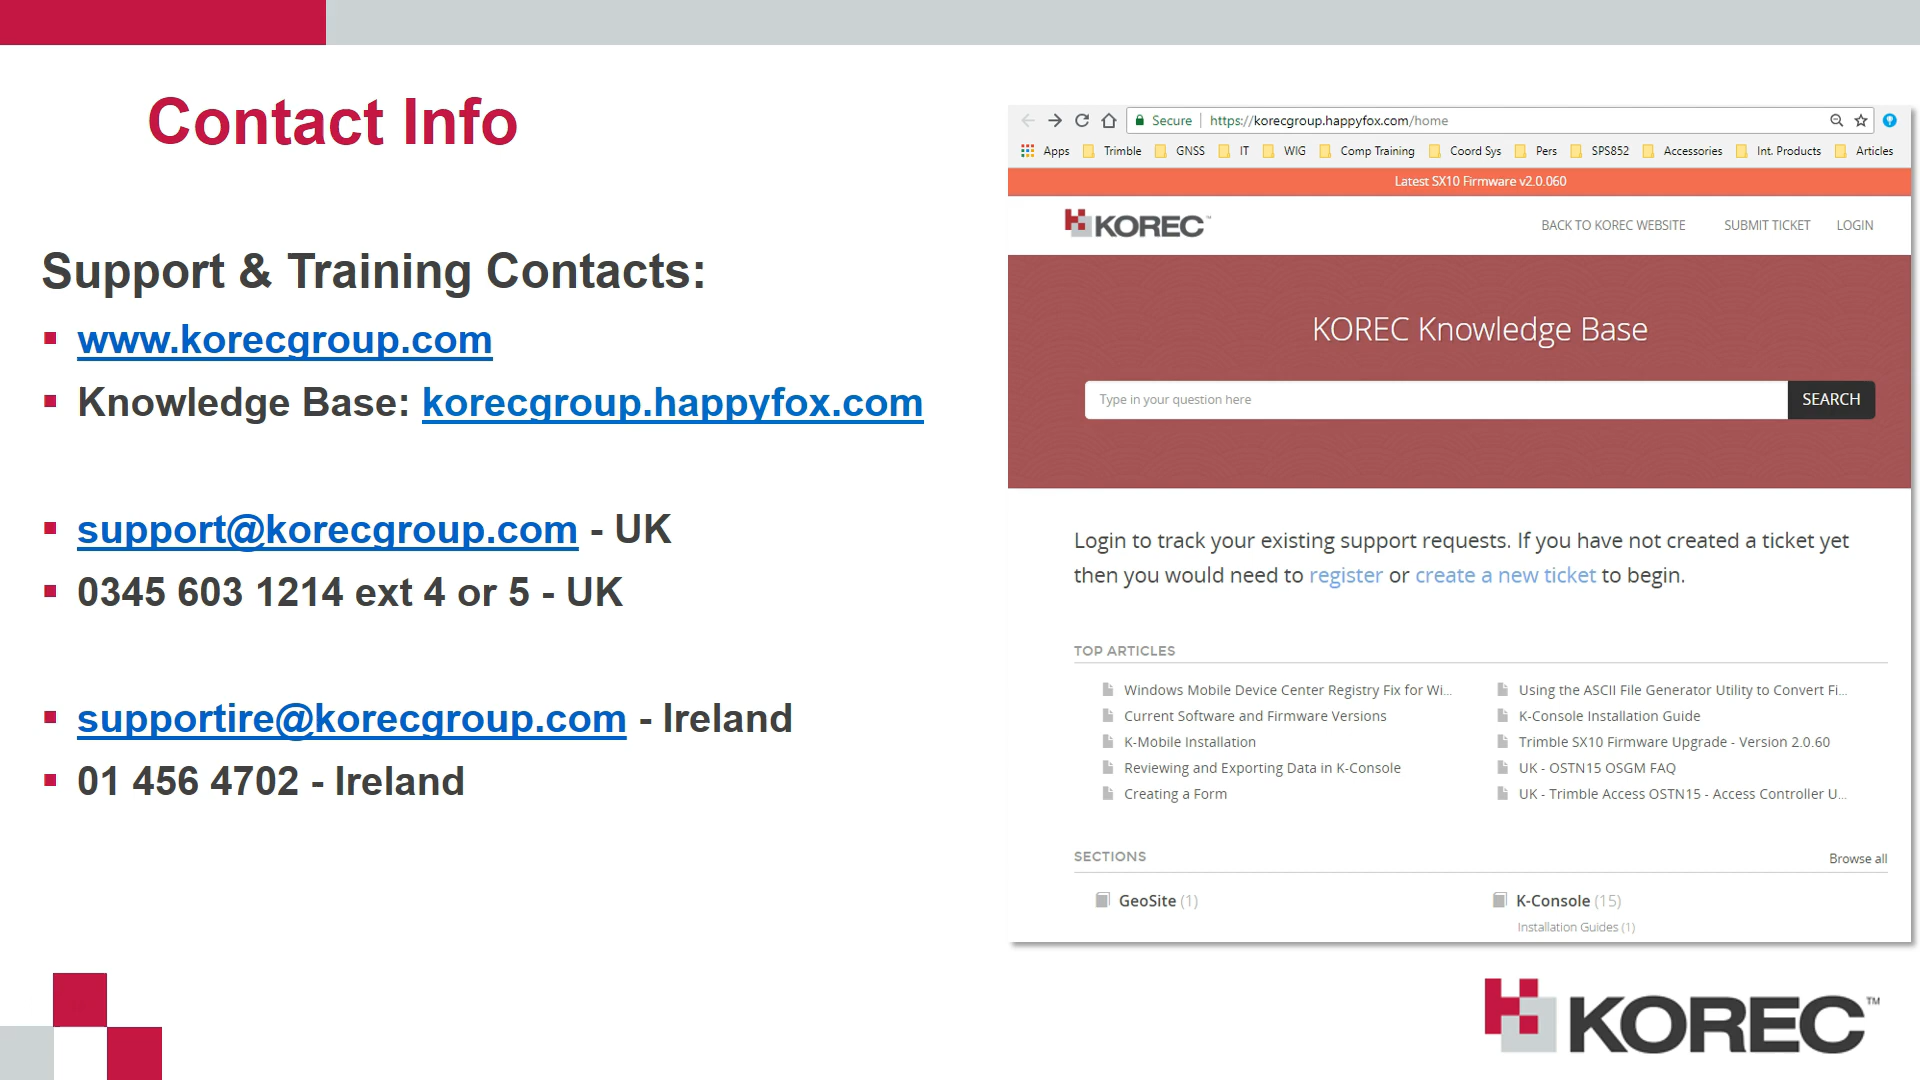 Contact Info
Support & Training Contacts:
www.korecgroup.com
Knowledge Base: korecgroup.happyfox.com
support@korecgroup.com - UK
0345 603 1214 ext 4 or 5 - UK
supportire@korecgroup.com - Ireland
01 456 4702 - Ireland
Secure | https://korecgroup.happyfox.com/home
Apps Trimble GNSS IT WIG Comp Training Coord Sys Pers SPS852 Accessories Int. Products Articles
Latest SX10 Firmware v2.0.060
KOREC™ BACK TO KOREC WEBSITE SUBMIT TICKET LOGIN
KOREC Knowledge Base
Type in your question here SEARCH
Login to track your existing support requests. If you have not created a ticket yet
then you would need to register or create a new ticket to begin.
TOP ARTICLES
Windows Mobile Device Center Registry Fix for Wi... Using the ASCII File Generator Utility to Convert Fi...
Current Software and Firmware Versions K-Console Installation Guide
K-Mobile Installation Trimble SX10 Firmware Upgrade - Version 2.0.60
Reviewing and Exporting Data in K-Console UK - OSTN15 OSGM FAQ
Creating a Form UK - Trimble Access OSTN15 - Access Controller U...
SECTIONS Browse all
GeoSite (1) K-Console (15)
Installation Guides (1)
KOREC™